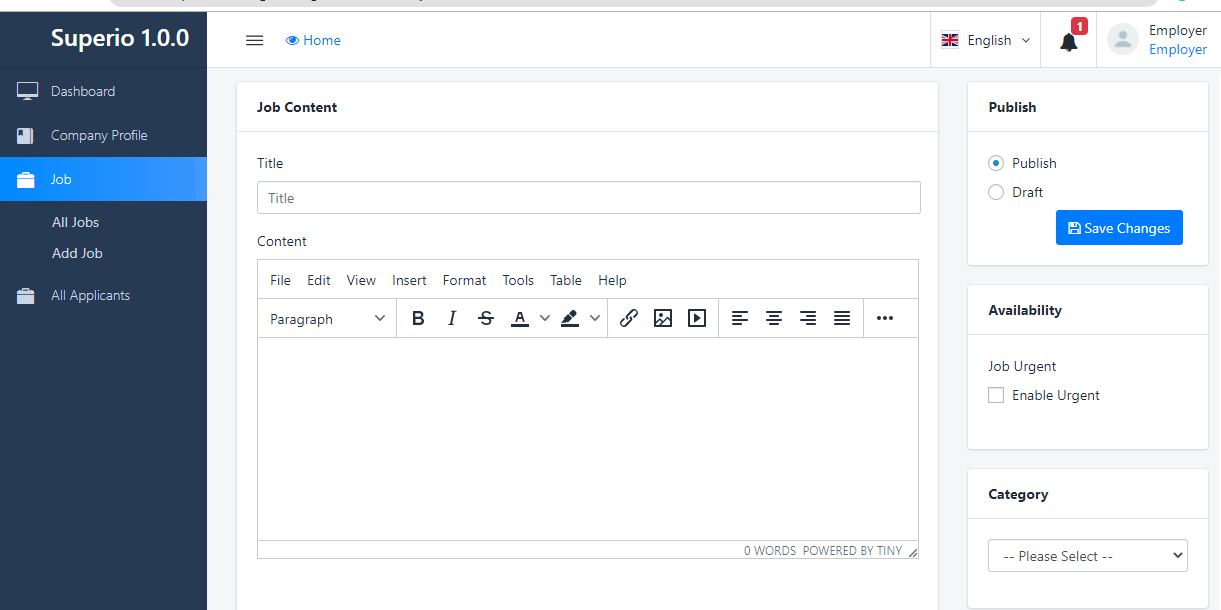 Superio 1.0.0
Home
English
1
Employer
Employer
Dashboard
Company Profile
Job
All Jobs
Add Job
All Applicants
Job Content
Title
Title
Content
File Edit View Insert Format Tools Table Help
Paragraph B I S A
0 WORDS POWERED BY TINY
Publish
Publish
Draft
Save Changes
Availability
Job Urgent
Enable Urgent
Category
-- Please Select --